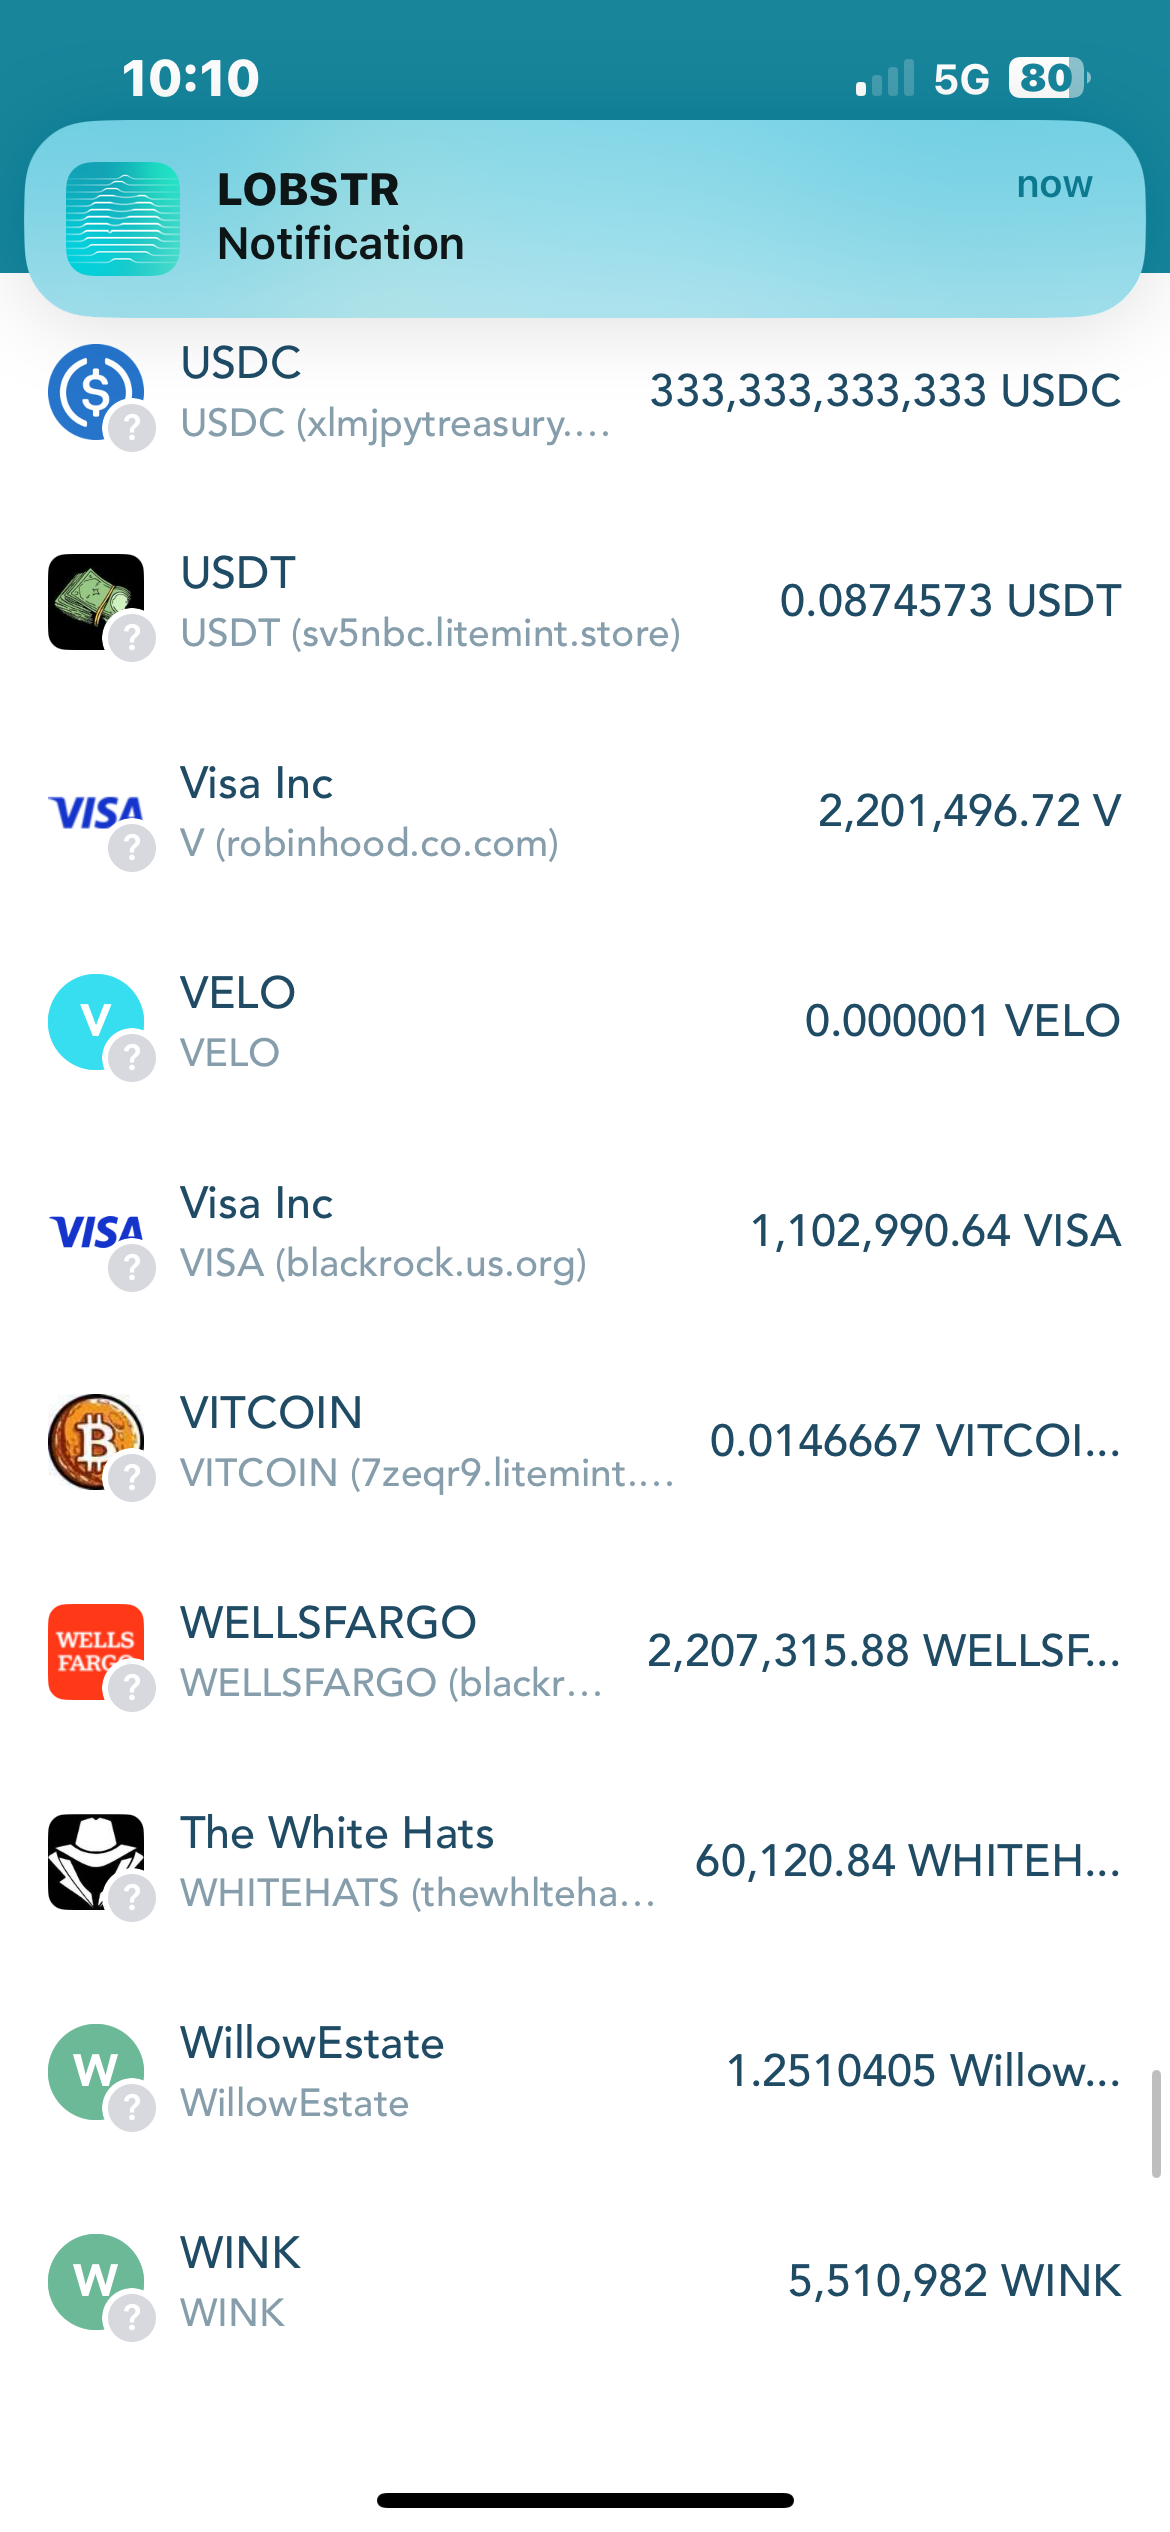 10:10
5G 80
LOBSTR
now
Notification
USDC
333,333,333,333 USDC
USDC (xlmjpytreasury....
USDT
0.0874573 USDT
USDT (sv5nbc.litemint.store)
VISA
Visa Inc
2,201,496.72 V
V (robinhood.co.com)
V
VELO
0.000001 VELO
VELO
VISA
Visa Inc
1,102,990.64 VISA
VISA (blackrock.us.org)
VITCOIN
0.0146667 VITCOI...
VITCOIN (7zeqr9.litemint....
WELLS
FARGO
WELLSFARGO
2,207,315.88 WELLSF...
WELLSFARGO (blackr...
The White Hats
60,120.84 WHITEH...
WHITEHATS (thewhlteha...
W
WillowEstate
1.2510405 Willow...
WillowEstate
W
WINK
5,510,982 WINK
WINK